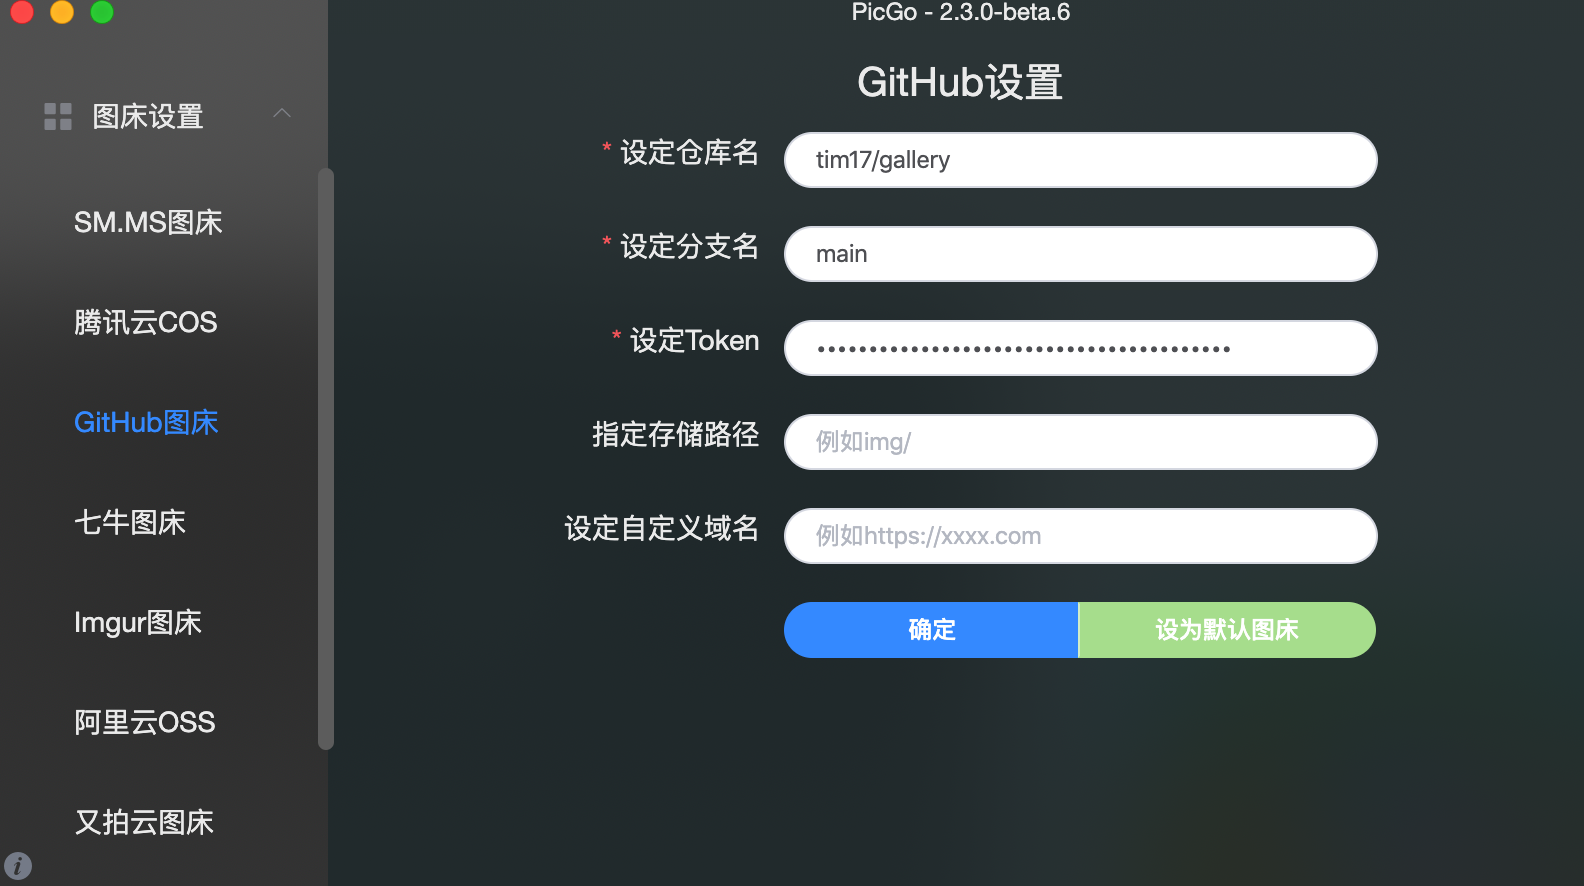 PicGo - 2.3.0-beta.6
图床设置
SM.MS图床
腾讯云COS
GitHub图床
七牛图床
Imgur图床
阿里云OSS
又拍云图床
GitHub设置
* 设定仓库名
tim17/gallery
* 设定分支名
main
* 设定Token
••••••••••••••••••••••••••••••••••••••••
指定存储路径
例如img/
设定自定义域名
例如https://xxxx.com
确定
设为默认图床